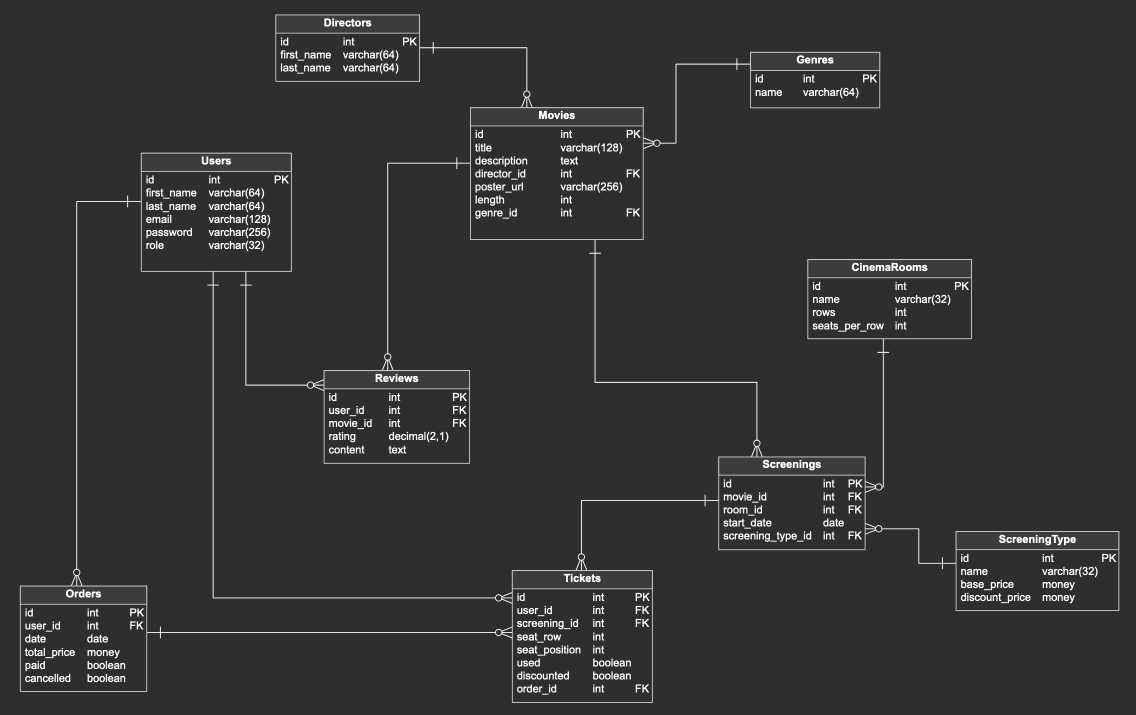 Directors
id int PK
first_name varchar(64)
last_name varchar(64)
Genres
id int PK
name varchar(64)
Movies
id int PK
title varchar(128)
description text
director_id int FK
poster_url varchar(256)
length int
genre_id int FK
Users
id int PK
first_name varchar(64)
last_name varchar(64)
email varchar(128)
password varchar(256)
role varchar(32)
CinemaRooms
id int PK
name varchar(32)
rows int
seats_per_row int
Reviews
id int PK
user_id int FK
movie_id int FK
rating decimal(2,1)
content text
Screenings
id int PK
movie_id int FK
room_id int FK
start_date date
screening_type_id int FK
ScreeningType
id int PK
name varchar(32)
base_price money
discount_price money
Tickets
id int PK
user_id int FK
screening_id int FK
seat_row int
seat_position int
used boolean
discounted boolean
order_id int FK
Orders
id int PK
user_id int FK
date date
total_price money
paid boolean
cancelled boolean